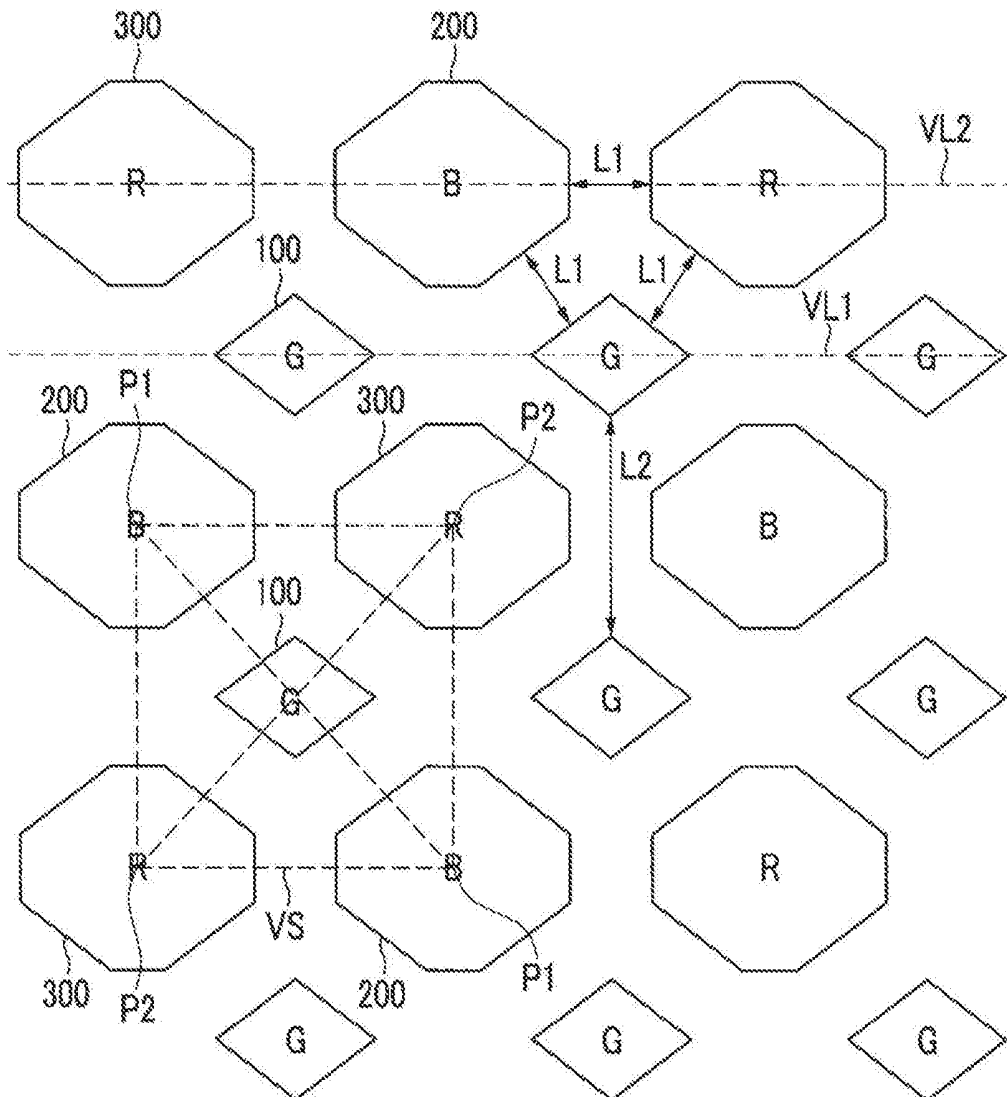 300 200
R B L1 R VL2
100 L1 L1
G G VL1 G
P1
200 300 P2
B R L2 B
100
G G G
R B R
VS
300 P2 200 P1
G G G